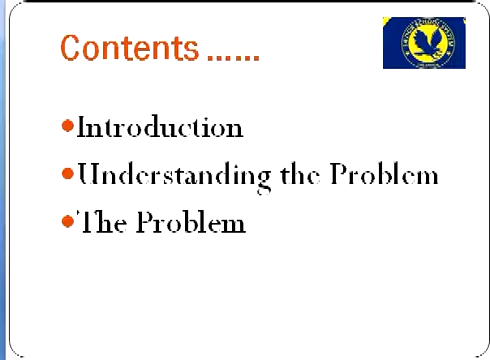 Contents ......
Introduction
Understanding the Problem
The Problem